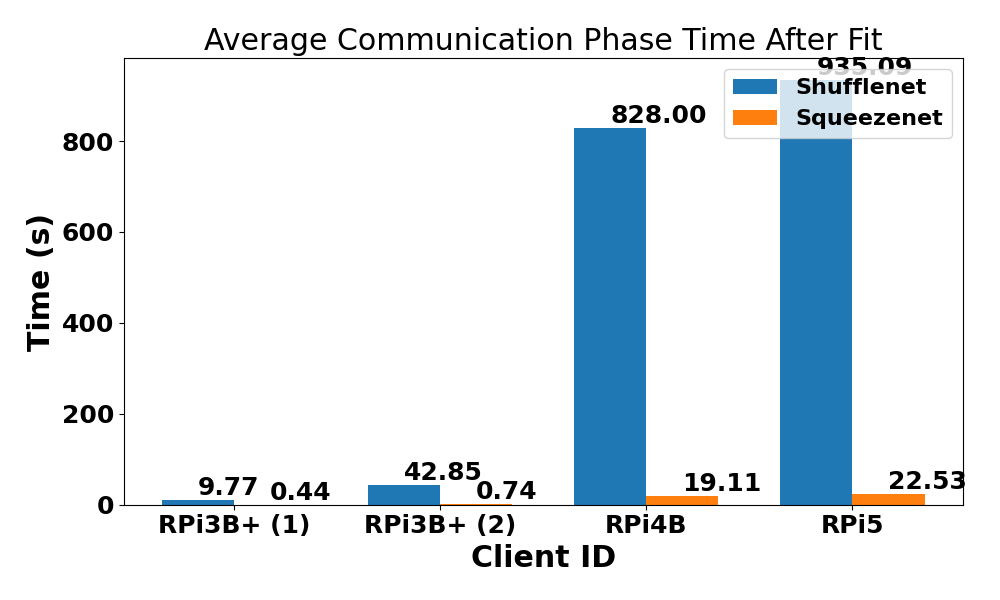 Average Communication Phase Time After Fit
935.09
Shufflenet
Squeezenet
828.00
800
600
400
200
0
Time (s)
9.77
0.44
42.85
0.74
19.11
22.53
RPi3B+ (1)
RPi3B+ (2)
RPi4B
RPi5
Client ID